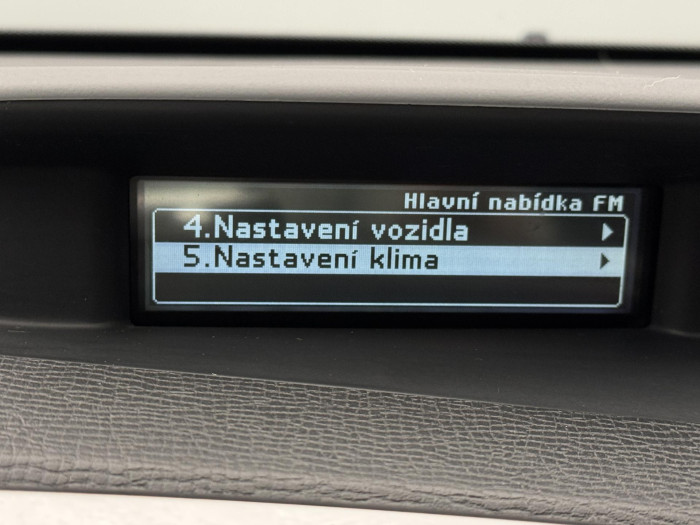 Hlavní nabídka FM
4.Nastavení vozidla
5.Nastavení klima